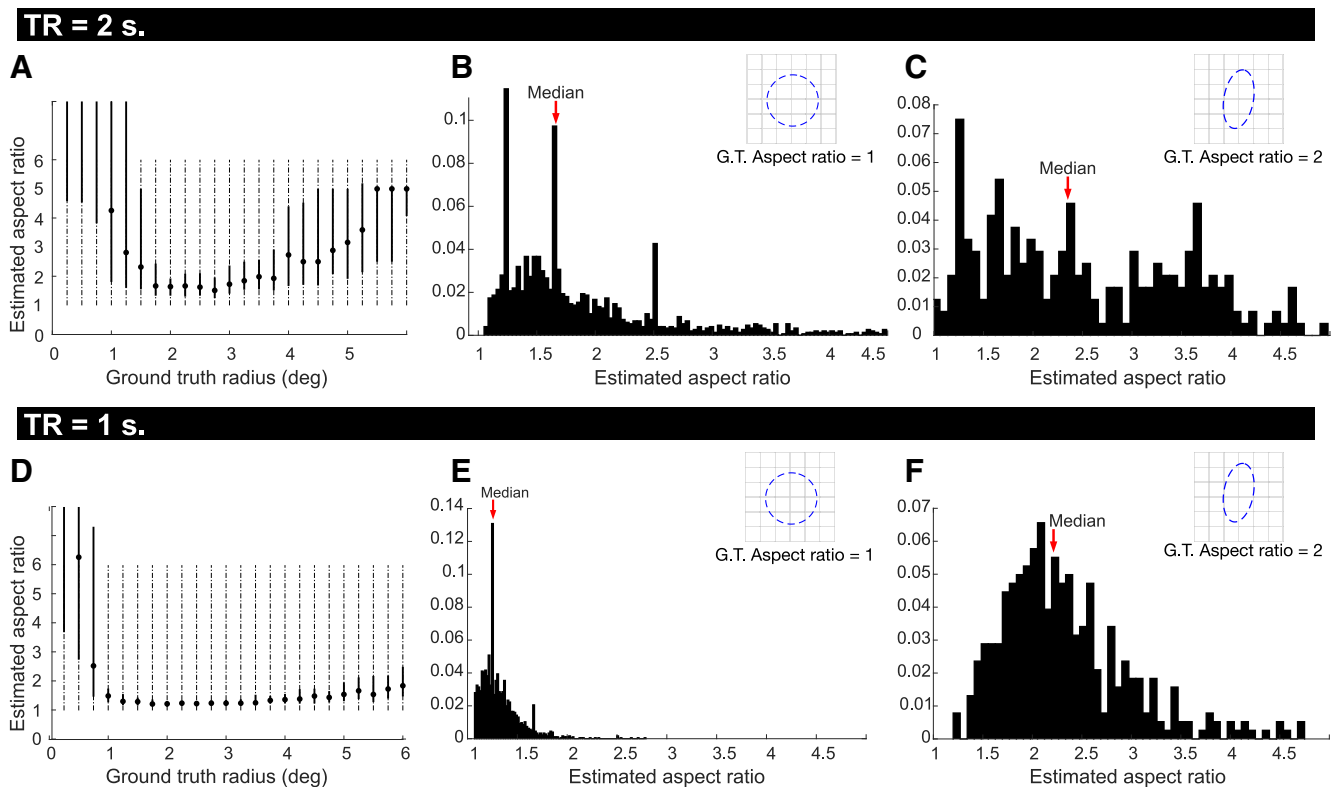 TR = 2 s.
A
Estimated aspect ratio
6
5
4
3
2
1
0
0 1 2 3 4 5
Ground truth radius (deg)
B
Median
G.T. Aspect ratio = 1
0.1
0.08
0.06
0.04
0.02
0
1 1.5 2 2.5 3 3.5 4 4.5
Estimated aspect ratio
C
Median
G.T. Aspect ratio = 2
0.08
0.07
0.06
0.05
0.04
0.03
0.02
0.01
0
1 1.5 2 2.5 3 3.5 4 4.5
Estimated aspect ratio
TR = 1 s.
D
Estimated aspect ratio
6
5
4
3
2
1
0
0 1 2 3 4 5 6
Ground truth radius (deg)
E
Median
G.T. Aspect ratio = 1
0.14
0.12
0.1
0.08
0.06
0.04
0.02
0
1 1.5 2 2.5 3 3.5 4 4.5
Estimated aspect ratio
F
Median
G.T. Aspect ratio = 2
0.07
0.06
0.05
0.04
0.03
0.02
0.01
0
1 1.5 2 2.5 3 3.5 4 4.5
Estimated aspect ratio